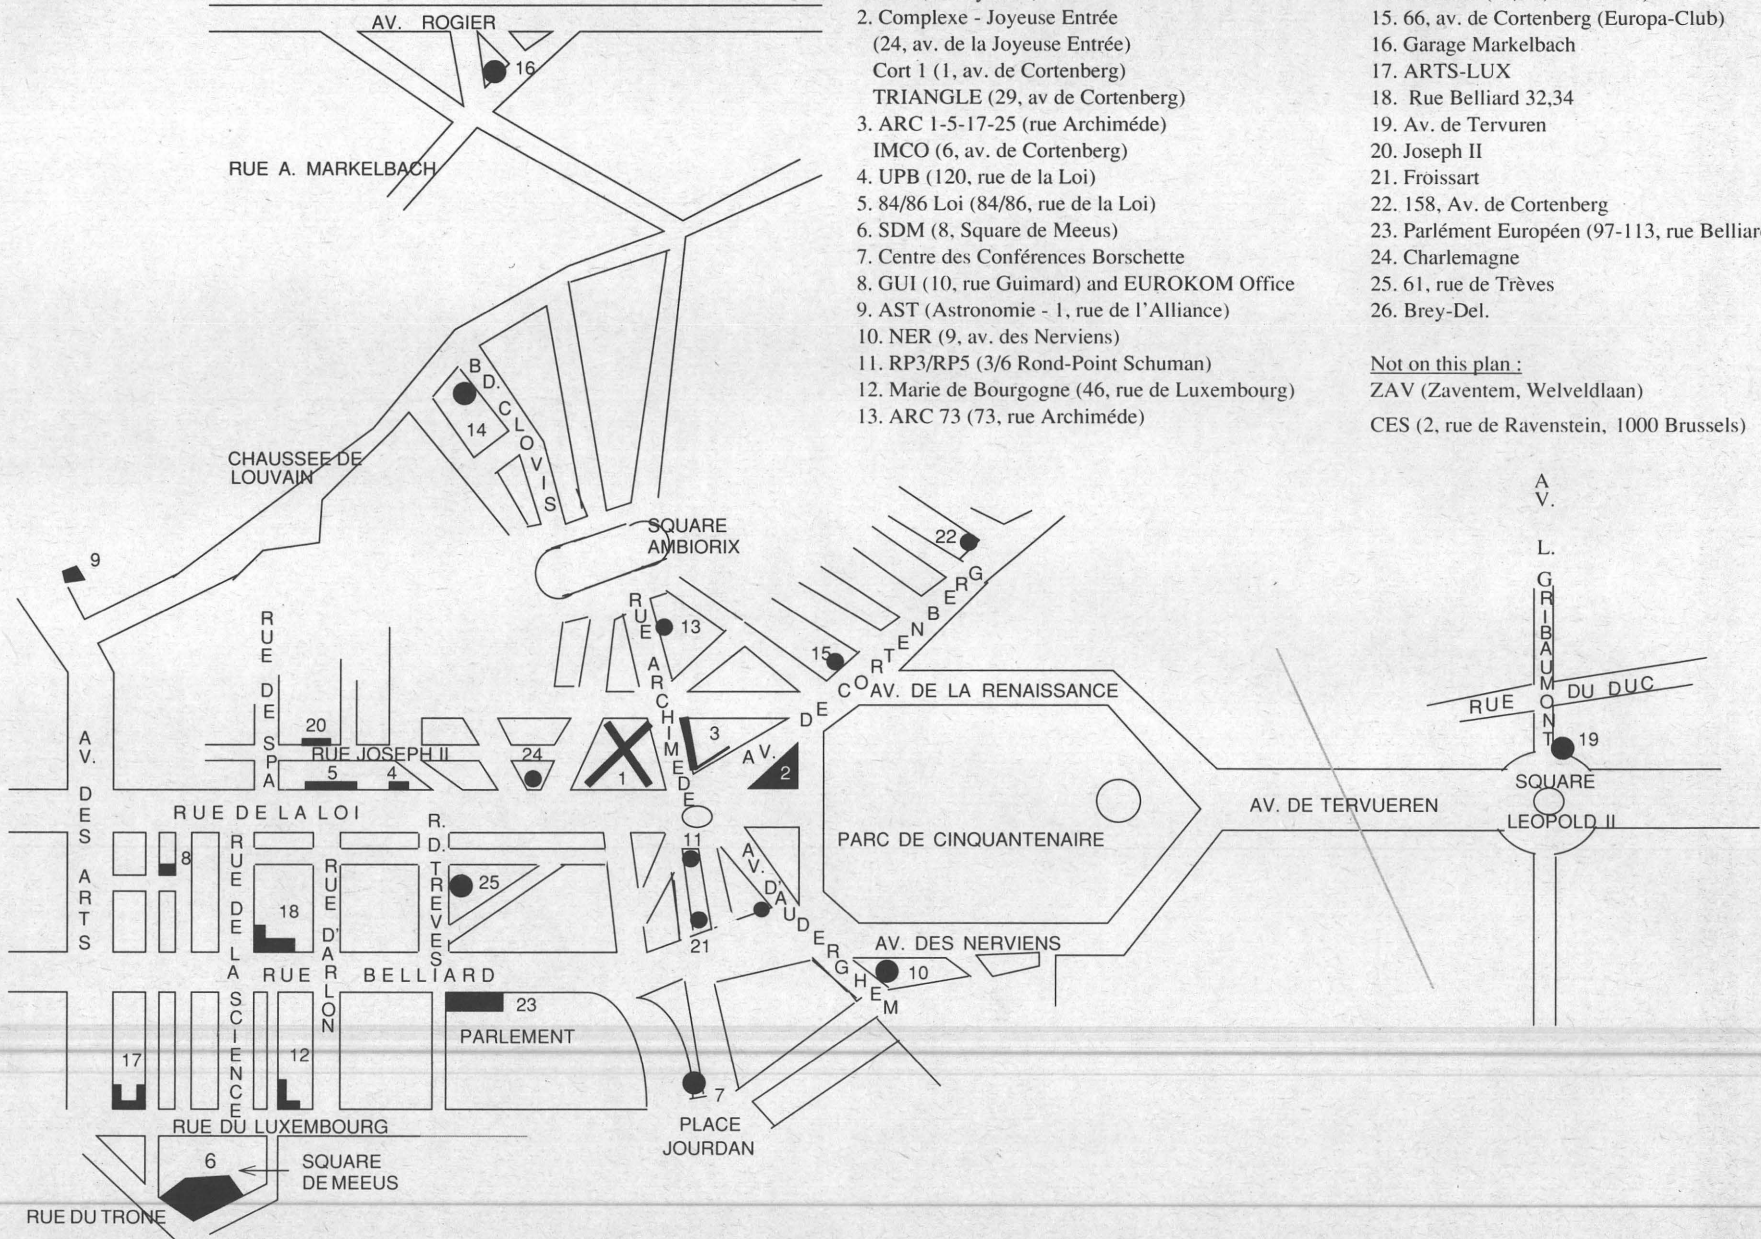 2. Complexe - Joyeuse Entrée
(24, av. de la Joyeuse Entrée)
Cort 1 (1, av. de Cortenberg)
TRIANGLE (29, av de Cortenberg)
3. ARC 1-5-17-25 (rue Archiméde)
IMCO (6, av. de Cortenberg)
4. UPB (120, rue de la Loi)
5. 84/86 Loi (84/86, rue de la Loi)
6. SDM (8, Square de Meeus)
7. Centre des Conférences Borschette
8. GUI (10, rue Guimard) and EUROKOM Office
9. AST (Astronomie - 1, rue de l'Alliance)
10. NER (9, av. des Nerviens)
11. RP3/RP5 (3/6 Rond-Point Schuman)
12. Marie de Bourgogne (46, rue de Luxembourg)
13. ARC 73 (73, rue Archiméde)
15. 66, av. de Cortenberg (Europa-Club)
16. Garage Markelbach
17. ARTS-LUX
18. Rue Belliard 32,34
19. Av. de Tervuren
20. Joseph II
21. Froissart
22. 158, Av. de Cortenberg
23. Parlément Européen (97-113, rue Belliar
24. Charlemagne
25. 61, rue de Trèves
26. Brey-Del.
Not on this plan :
ZAV (Zaventem, Welveldlaan)
CES (2, rue de Ravenstein, 1000 Brussels)
AV. ROGIER
16
RUE A. MARKELBACH
BD. CLOVIS
14
CHAUSSEE DE
LOUVAIN
SQUARE
AMBIORIX
22
9
RUE ARCHIMEDE
13
15
AV. DE CORTENBERG
AV. DE LA RENAISSANCE
AV. L. GRIBAUMONT
RUE DU DUC
19
RUE DE SPA
20
RUE JOSEPH II
5
4
24
1
3
2
AV. DES ARTS
RUE DE LA LOI
SQUARE
LEOPOLD II
AV. DE TERVUEREN
PARC DE CINQUANTENAIRE
8
RUE DE LA SCIENCE
RUE D'ARLON
R. D. TREVES
25
11
AV. D'AUDERGHEM
18
21
AV. DES NERVIENS
10
RUE BELLIARD
23
PARLEMENT
17
12
7
PLACE
JOURDAN
RUE DU LUXEMBOURG
6
SQUARE
DE MEEUS
RUE DU TRONE